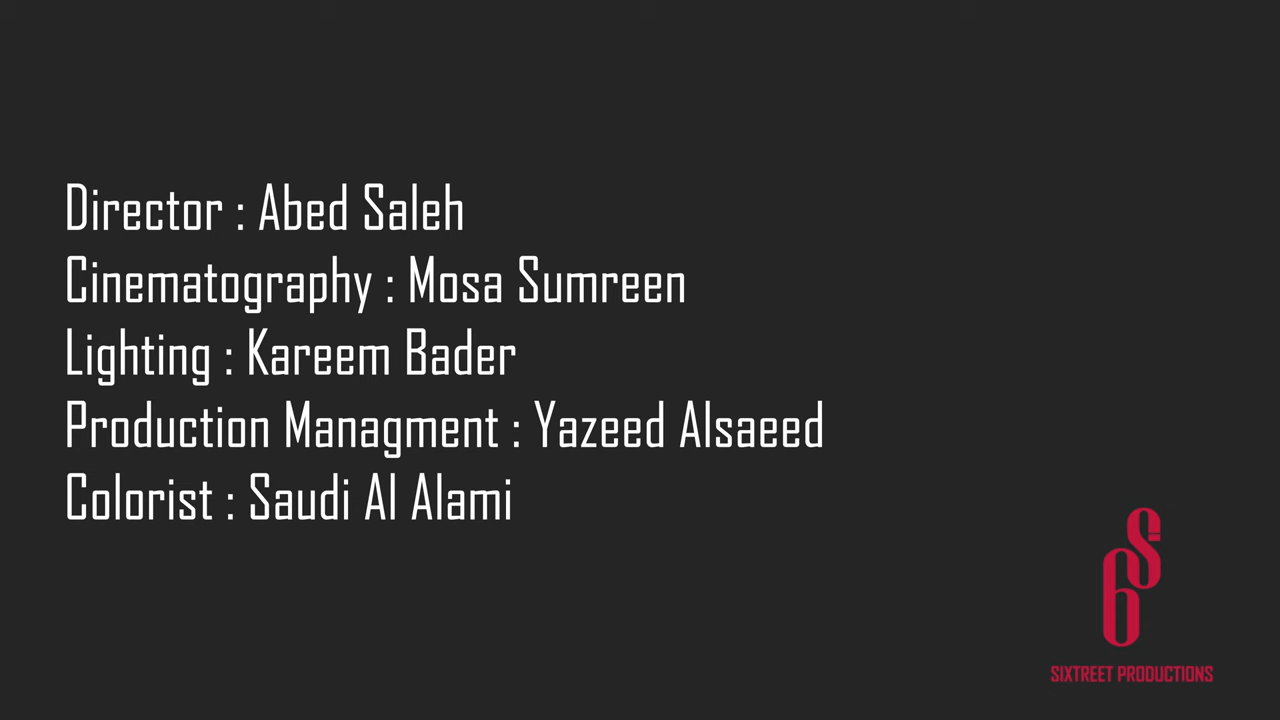 Director : Abed Saleh
Cinematography : Mosa Sumreen
Lighting : Kareem Bader
Production Managment : Yazeed Alsaeed
Colorist : Saudi Al Alami
6S
SIXTREET PRODUCTIONS